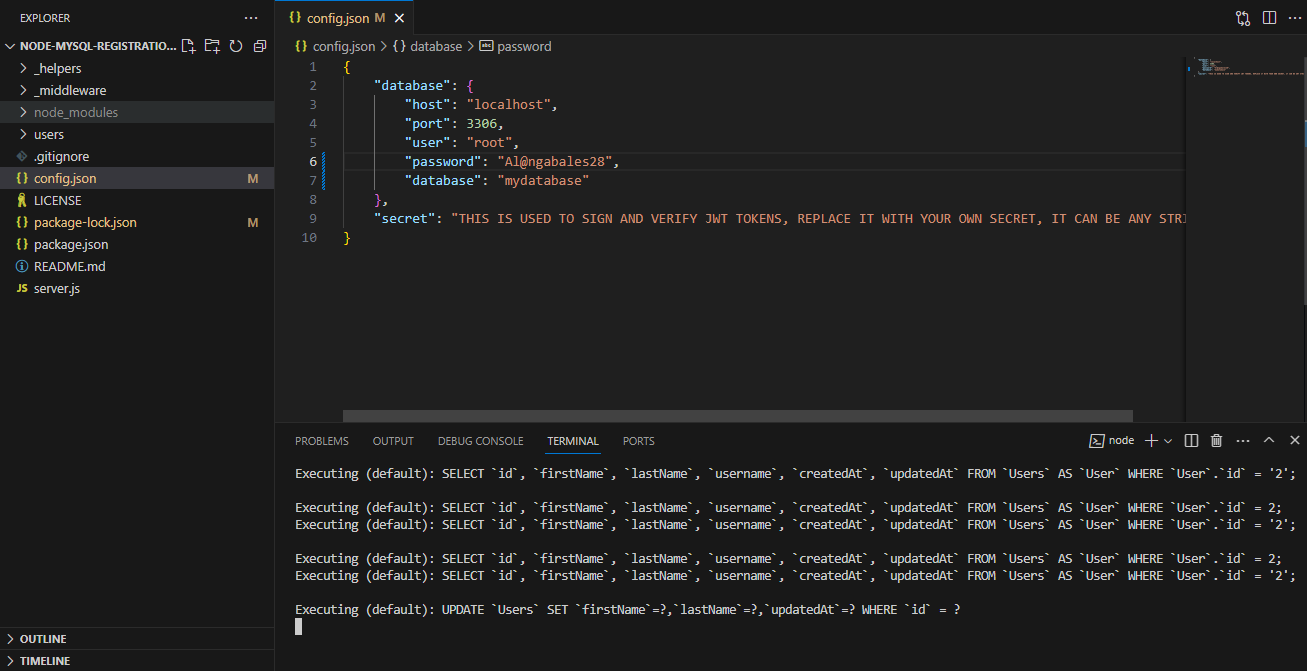 EXPLORER
NODE-MYSQL-REGISTRATIO...
_helpers
_middleware
node_modules
users
.gitignore
config.json M
LICENSE
package-lock.json M
package.json
README.md
JS server.js
OUTLINE
TIMELINE
{} config.json M
{} config.json > {} database > abc password
1 {
2 "database": {
3 "host": "localhost",
4 "port": 3306,
5 "user": "root",
6 "password": "Al@ngabales28",
7 "database": "mydatabase"
8 },
9 "secret": "THIS IS USED TO SIGN AND VERIFY JWT TOKENS, REPLACE IT WITH YOUR OWN SECRET, IT CAN BE ANY STRI
10 }
PROBLEMS OUTPUT DEBUG CONSOLE TERMINAL PORTS
node
Executing (default): SELECT `id`, `firstName`, `lastName`, `username`, `createdAt`, `updatedAt` FROM `Users` AS `User` WHERE `User`.`id` = '2';
Executing (default): SELECT `id`, `firstName`, `lastName`, `username`, `createdAt`, `updatedAt` FROM `Users` AS `User` WHERE `User`.`id` = 2;
Executing (default): SELECT `id`, `firstName`, `lastName`, `username`, `createdAt`, `updatedAt` FROM `Users` AS `User` WHERE `User`.`id` = '2';
Executing (default): SELECT `id`, `firstName`, `lastName`, `username`, `createdAt`, `updatedAt` FROM `Users` AS `User` WHERE `User`.`id` = 2;
Executing (default): SELECT `id`, `firstName`, `lastName`, `username`, `createdAt`, `updatedAt` FROM `Users` AS `User` WHERE `User`.`id` = '2';
Executing (default): UPDATE `Users` SET `firstName`=?,`lastName`=?,`updatedAt`=? WHERE `id` = ?